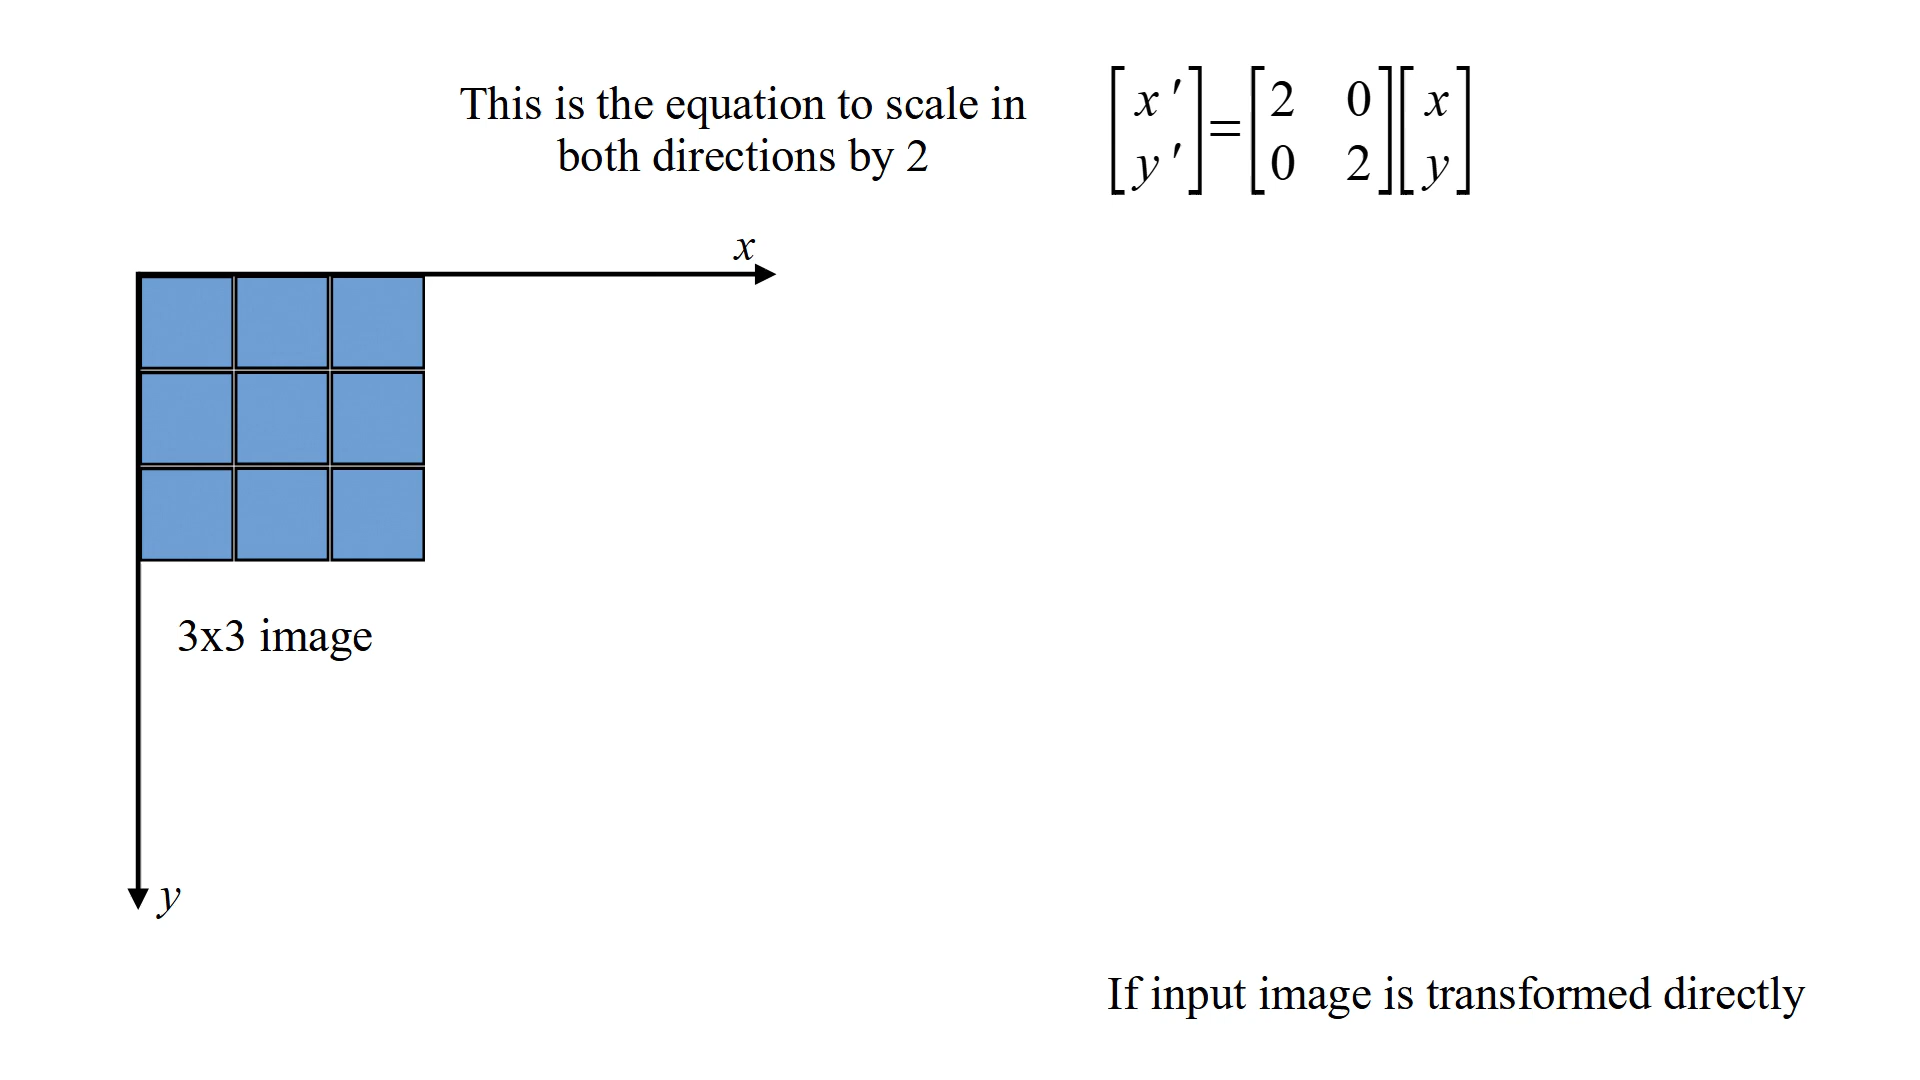 This is the equation to scale in
both directions by 2
[x ′ y ′] = [2 0 0 2] [x y]
x
3x3 image
y
If input image is transformed directly